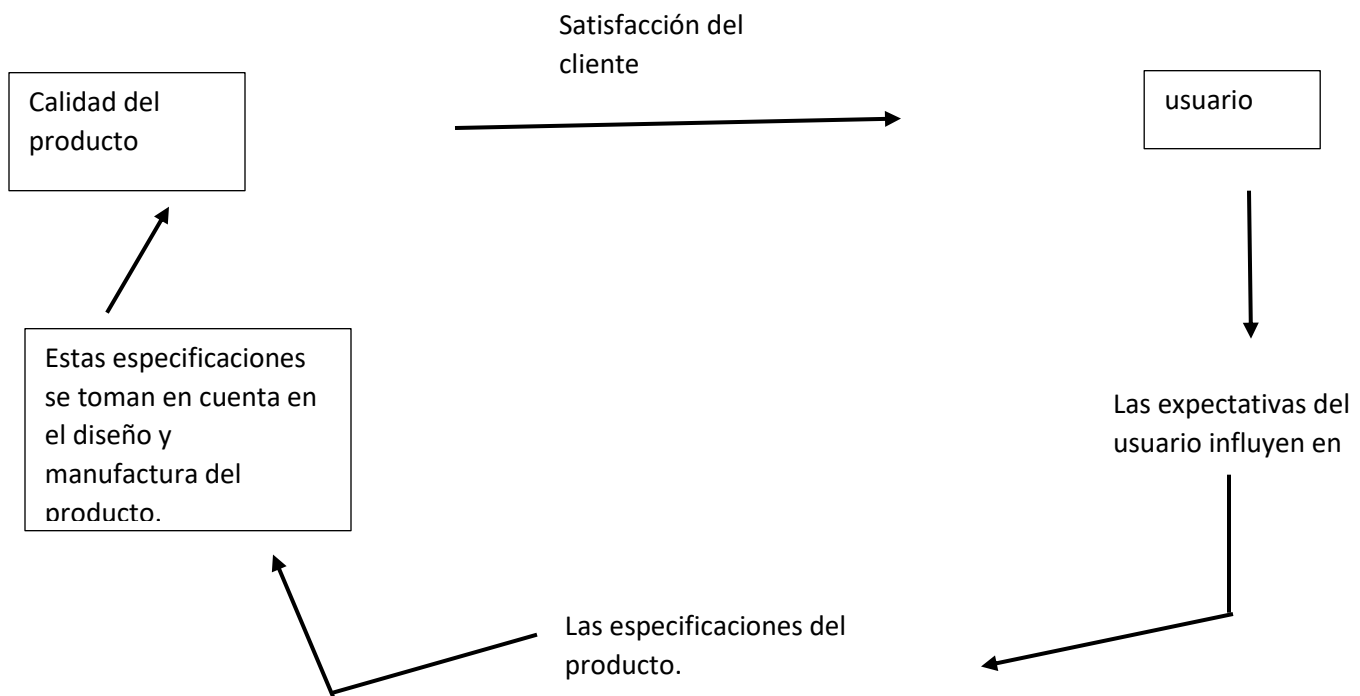 Satisfacción del
cliente
Calidad del
producto
usuario
Estas especificaciones
se toman en cuenta en
el diseño y
manufactura del
producto.
Las expectativas del
usuario influyen en
Las especificaciones del
producto.